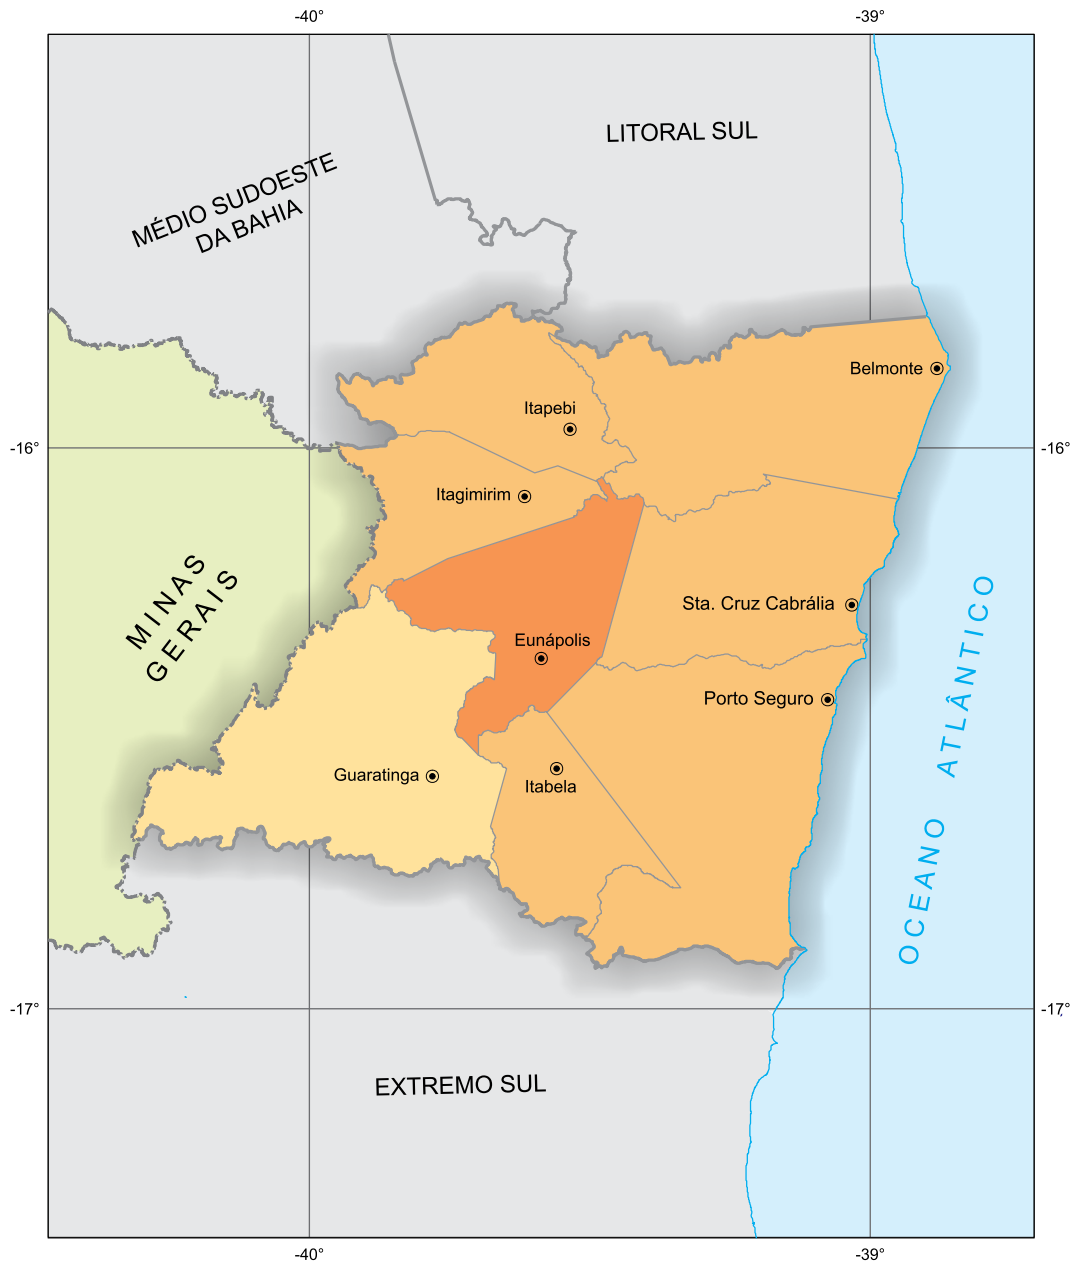 -40°
-39°
LITORAL SUL
MÉDIO SUDOESTE
DA BAHIA
Belmonte
Itapebi
-16°
-16°
Itagimirim
MINAS
GERAIS
Sta. Cruz Cabrália
Eunápolis
Porto Seguro
OCEANO ATLÂNTICO
Guaratinga
Itabela
-17°
-17°
EXTREMO SUL
-40°
-39°